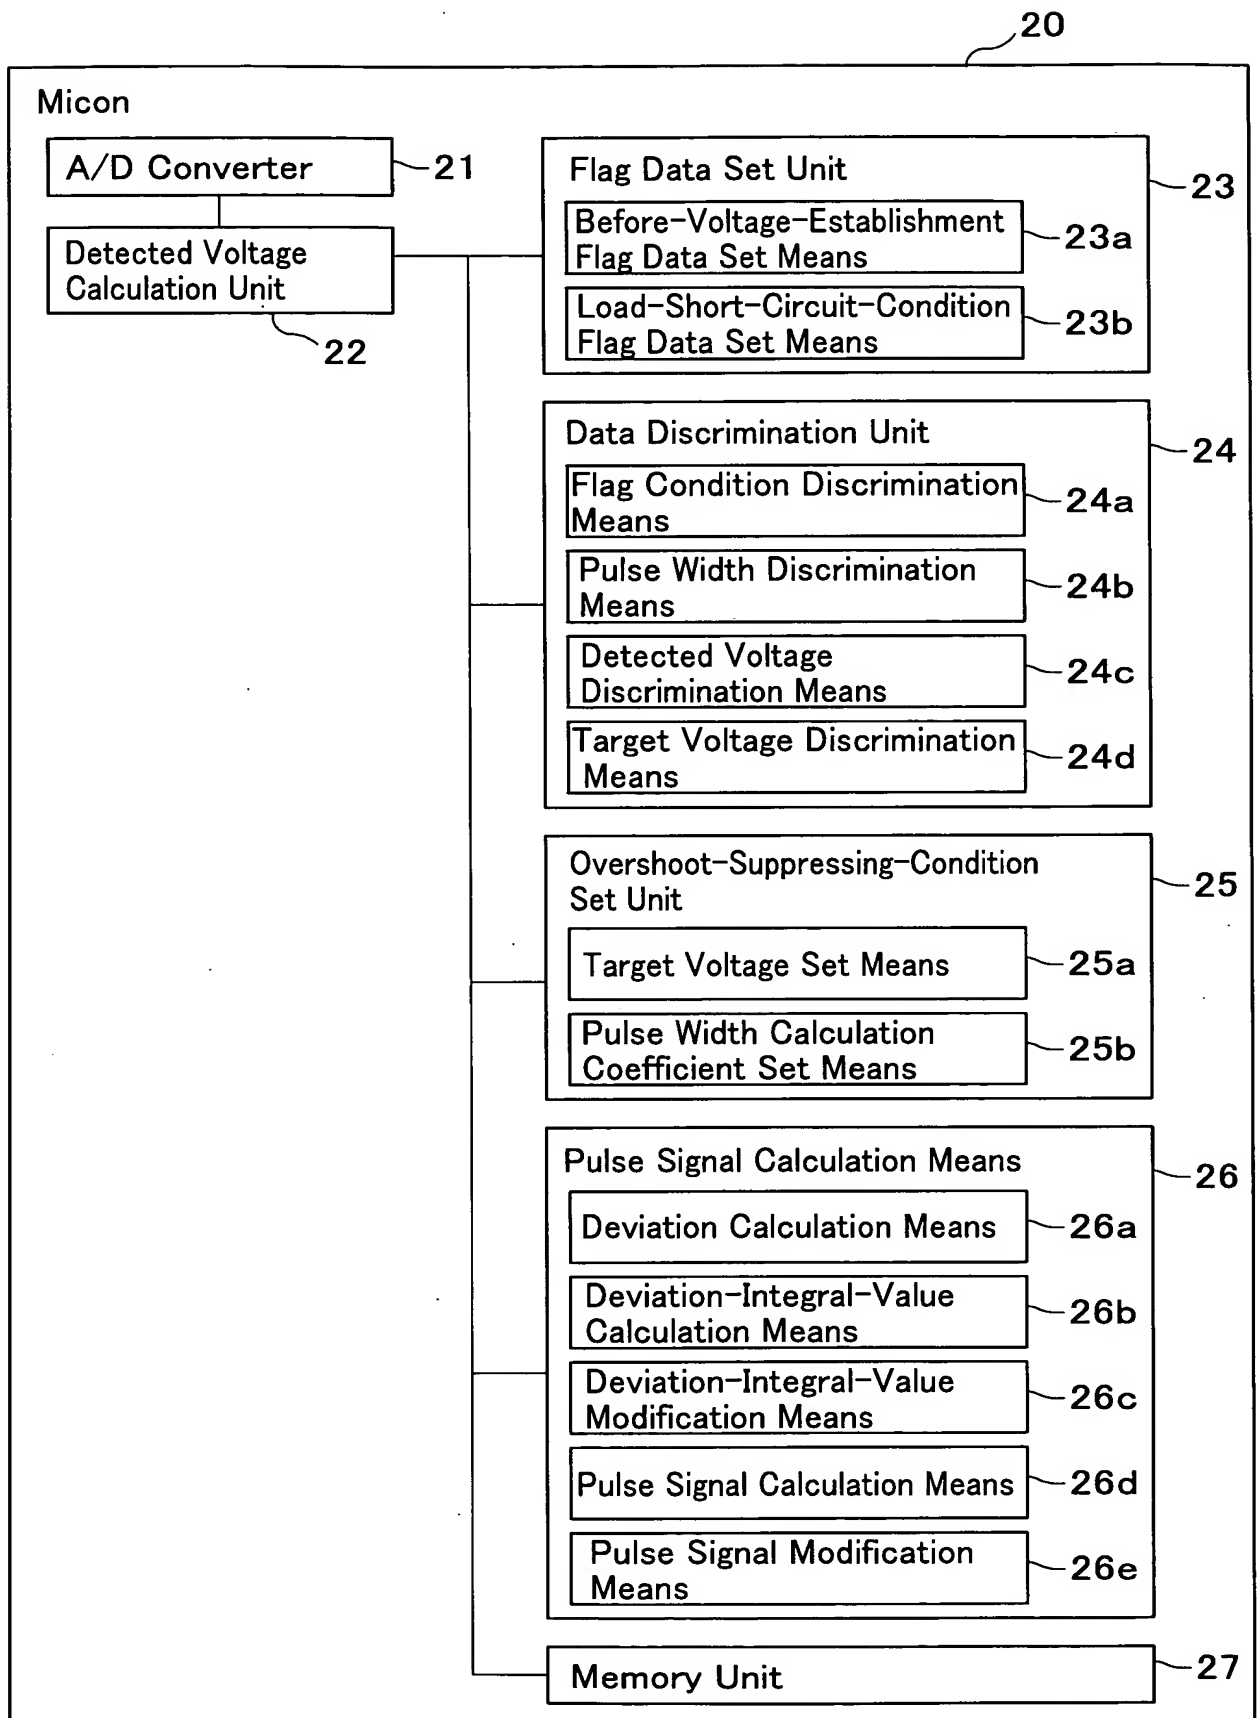 20
Micon
A/D Converter
21
Detected Voltage
Calculation Unit
22
Flag Data Set Unit
23
Before-Voltage-Establishment
Flag Data Set Means
23a
Load-Short-Circuit-Condition
Flag Data Set Means
23b
Data Discrimination Unit
24
Flag Condition Discrimination
Means
24a
Pulse Width Discrimination
Means
24b
Detected Voltage
Discrimination Means
24c
Target Voltage Discrimination
Means
24d
Overshoot-Suppressing-Condition
Set Unit
25
Target Voltage Set Means
25a
Pulse Width Calculation
Coefficient Set Means
25b
Pulse Signal Calculation Means
26
Deviation Calculation Means
26a
Deviation-Integral-Value
Calculation Means
26b
Deviation-Integral-Value
Modification Means
26c
Pulse Signal Calculation Means
26d
Pulse Signal Modification
Means
26e
Memory Unit
27